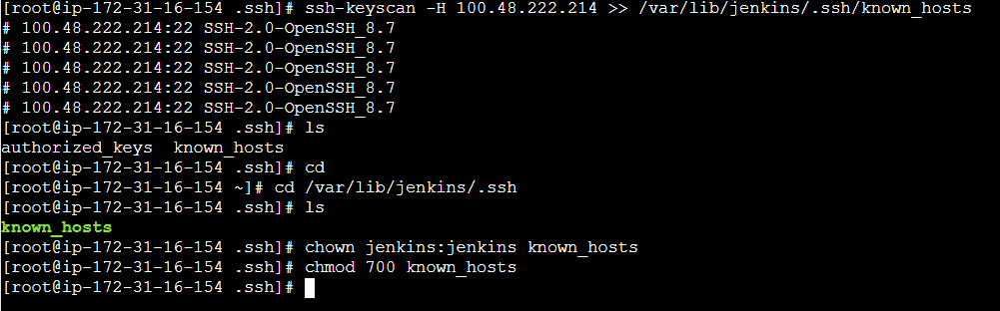 [root@ip-172-31-16-154 .ssh]# ssh-keyscan -H 100.48.222.214 >> /var/lib/jenkins/.ssh/known_hosts
# 100.48.222.214:22 SSH-2.0-OpenSSH_8.7
# 100.48.222.214:22 SSH-2.0-OpenSSH_8.7
# 100.48.222.214:22 SSH-2.0-OpenSSH_8.7
# 100.48.222.214:22 SSH-2.0-OpenSSH_8.7
# 100.48.222.214:22 SSH-2.0-OpenSSH_8.7
[root@ip-172-31-16-154 .ssh]# ls
authorized_keys  known_hosts
[root@ip-172-31-16-154 .ssh]# cd
[root@ip-172-31-16-154 ~]# cd /var/lib/jenkins/.ssh
[root@ip-172-31-16-154 .ssh]# ls
known_hosts
[root@ip-172-31-16-154 .ssh]# chown jenkins:jenkins known_hosts
[root@ip-172-31-16-154 .ssh]# chmod 700 known_hosts
[root@ip-172-31-16-154 .ssh]#